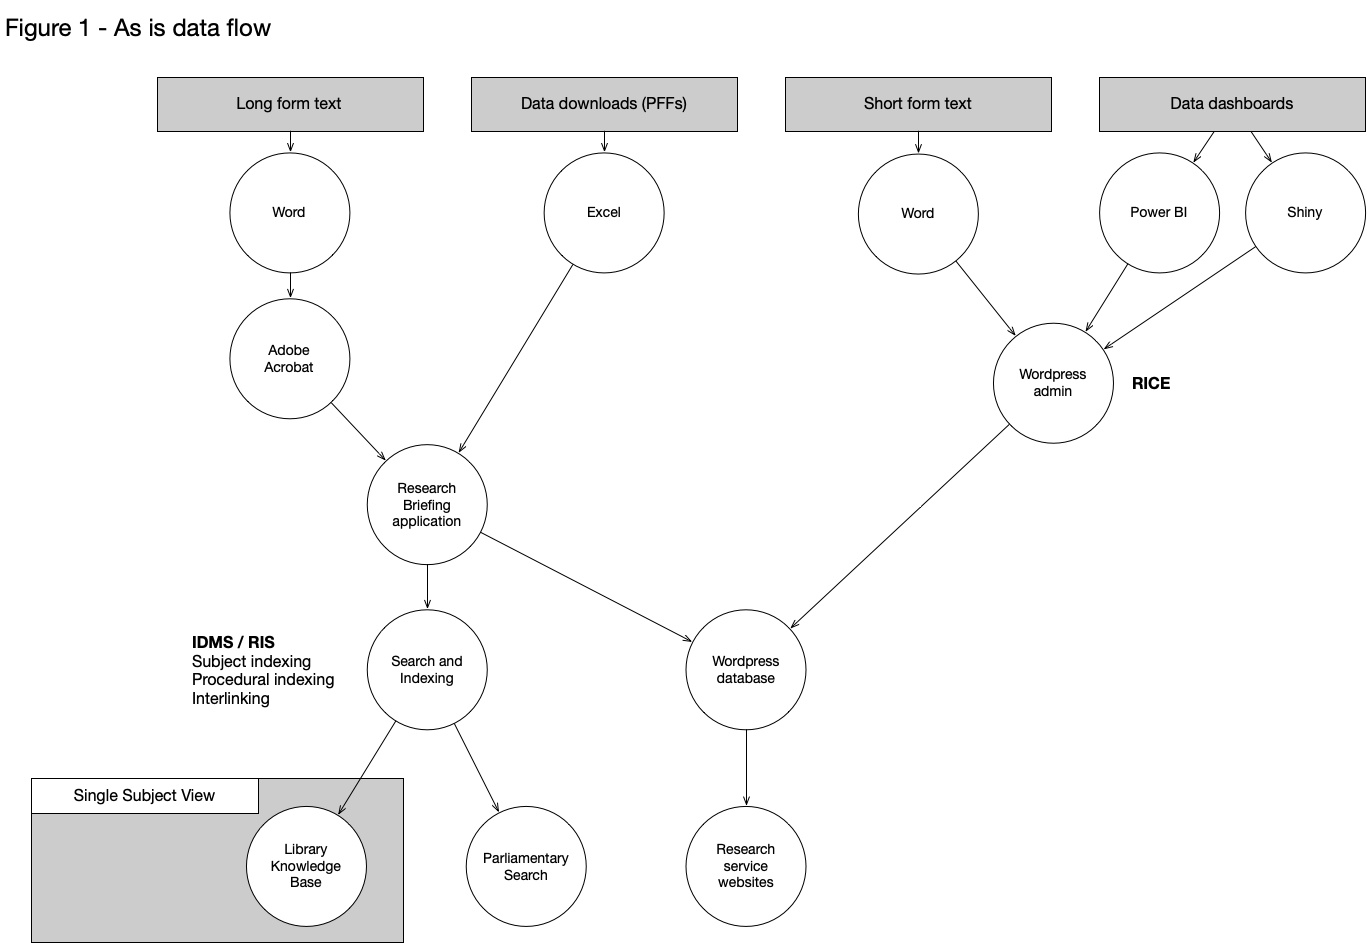 Figure 1 - As is data flow
Long form text
Data downloads (PFFs)
Short form text
Data dashboards
Word
Excel
Word
Power BI
Shiny
Adobe
Acrobat
Wordpress
admin
RICE
Research
Briefing
application
IDMS / RIS
Subject indexing
Procedural indexing
Interlinking
Search and
Indexing
Wordpress
database
Single Subject View
Library
Knowledge
Base
Parliamentary
Search
Research
service
websites